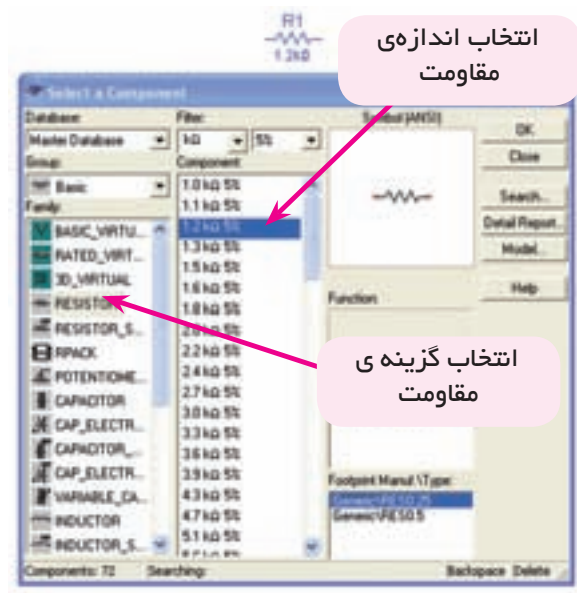 R1
1.2kΩ
انتخاب اندازه‌ی
مقاومت
Select a Component
Database:
Master Database
Group:
Basic
Family:
BASIC_VIRTU...
RATED_VIRT...
3D_VIRTUAL
RESISTOR
RESISTOR_S...
RPACK
POTENTIOME...
CAPACITOR
CAP_ELECTR...
CAPACITOR_...
CAP_ELECTR...
VARIABLE_CA...
INDUCTOR
INDUCTOR_S...
Filter:
kΩ 5%
Component:
1.0 kΩ 5%
1.1 kΩ 5%
1.2 kΩ 5%
1.3 kΩ 5%
1.5 kΩ 5%
1.6 kΩ 5%
1.8 kΩ 5%
2.0 kΩ 5%
2.2 kΩ 5%
2.4 kΩ 5%
2.7 kΩ 5%
3.0 kΩ 5%
3.3 kΩ 5%
3.6 kΩ 5%
3.9 kΩ 5%
4.3 kΩ 5%
4.7 kΩ 5%
5.1 kΩ 5%
Symbol (ANSI)
Function:
انتخاب گزینه ی
مقاومت
Footprint Manuf.\Type:
Generic\RES0.25
Generic\RES0.5
OK
Close
Search...
Detail Report...
Model...
Help
Components: 72 Searching: Backspace Delete